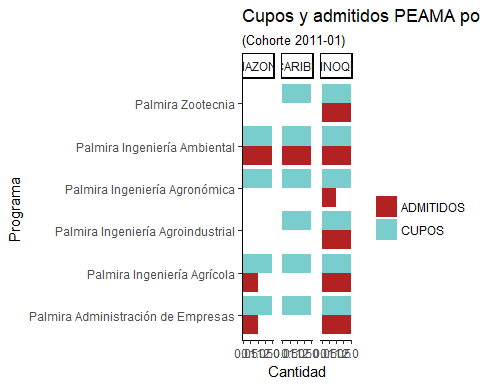 Cupos y admitidos PEAMA po
(Cohorte 2011-01)
Palmira Zootecnia
Palmira Ingeniería Ambiental
Palmira Ingeniería Agronómica
Palmira Ingeniería Agroindustrial
Palmira Ingeniería Agrícola
Palmira Administración de Empresas
Programa
Cantidad
ADMITIDOS
CUPOS